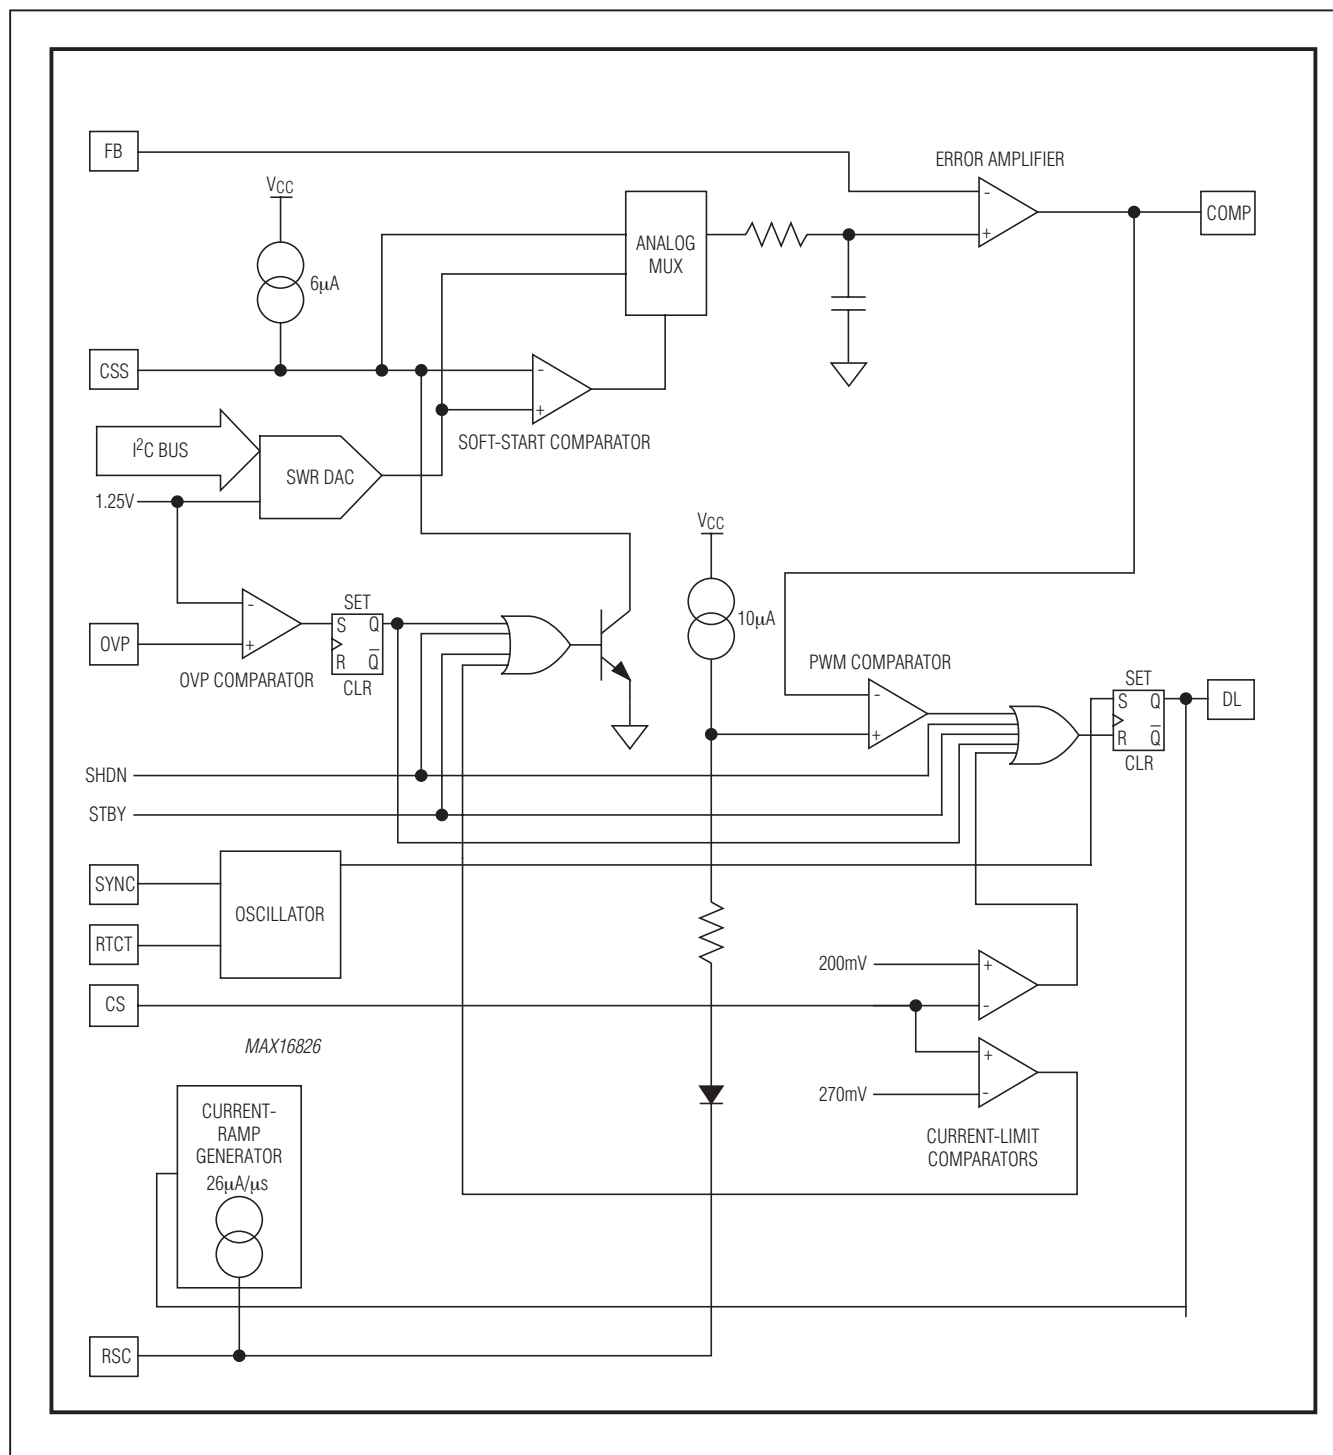 FB
ERROR AMPLIFIER
VCC
-
COMP
+
ANALOG
MUX
6µA
CSS
-
+
SOFT-START COMPARATOR
I²C BUS
SWR DAC
1.25V
VCC
SET
-
10µA
S Q
OVP
+
R Q̅
OVP COMPARATOR
CLR
PWM COMPARATOR
-
+
SET
S Q
DL
R Q̅
CLR
SHDN
STBY
SYNC
OSCILLATOR
RTCT
200mV
+
-
CS
MAX16826
+
270mV
-
CURRENT-LIMIT
COMPARATORS
CURRENT-
RAMP
GENERATOR
26µA/µs
RSC